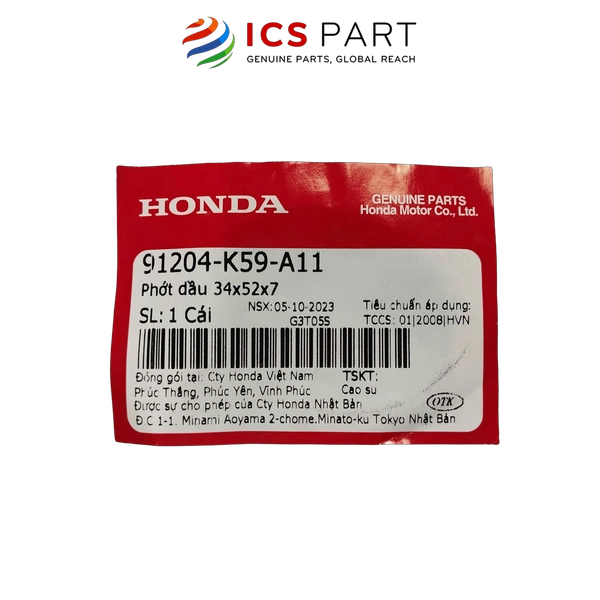 ICS PART
GENUINE PARTS, GLOBAL REACH
HONDA
GENUINE PARTS
Honda Motor Co., Ltd.
91204-K59-A11
Phớt dầu 34x52x7
SL: 1 Cái
NSX: 05-10-2023
G3T05S
Tiêu chuẩn áp dụng:
TCCS: 01|2008|HVN
Đóng gói tại: Cty Honda Việt Nam
Phúc Thắng, Phúc Yên, Vĩnh Phúc
Được sự cho phép của Cty Honda Nhật Bản
Đ.C 1-1. Minami Aoyama 2-chome.Minato-ku Tokyo Nhật Bản
TSKT:
Cao su
OTK